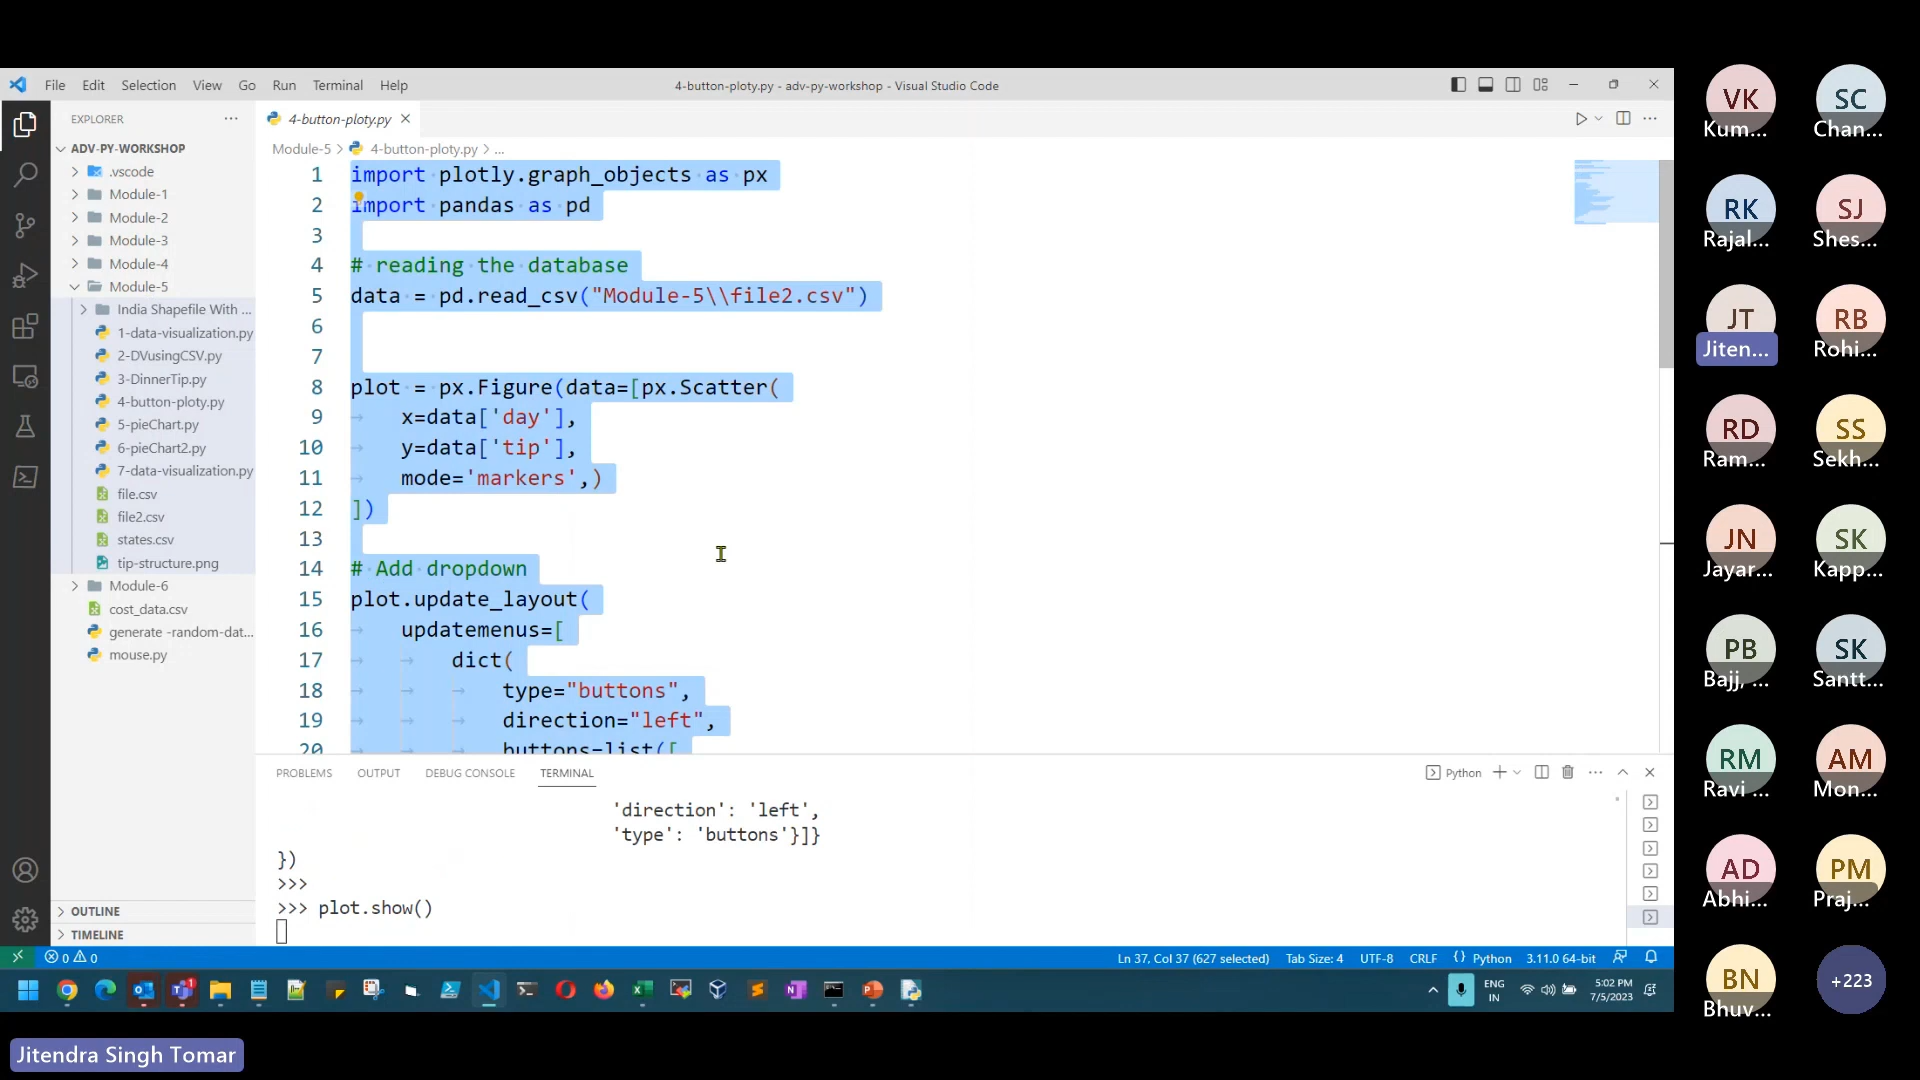 File Edit Selection View Go Run Terminal Help
4-button-ploty.py - adv-py-workshop - Visual Studio Code
EXPLORER
ADV-PY-WORKSHOP
.vscode
Module-1
Module-2
Module-3
Module-4
Module-5
India Shapefile With ...
1-data-visualization.py
2-DVusingCSV.py
3-DinnerTip.py
4-button-ploty.py
5-pieChart.py
6-pieChart2.py
7-data-visualization.py
file.csv
file2.csv
states.csv
tip-structure.png
Module-6
cost_data.csv
generate -random-dat...
mouse.py
OUTLINE
TIMELINE
4-button-ploty.py
Module-5 > 4-button-ploty.py > ...
1 import plotly.graph_objects as px
2 import pandas as pd
3
4 # reading the database
5 data = pd.read_csv("Module-5\\file2.csv")
6
7
8 plot = px.Figure(data=[px.Scatter(
9 x=data['day'],
10 y=data['tip'],
11 mode='markers',)
12 ])
13
14 # Add dropdown
15 plot.update_layout(
16 updatemenus=[
17 dict(
18 type="buttons",
19 direction="left",
20 buttons=list([
PROBLEMS OUTPUT DEBUG CONSOLE TERMINAL
Python
'direction': 'left',
'type': 'buttons'}]}
})
>>>
>>> plot.show()
0 0
Ln 37, Col 37 (627 selected) Tab Size: 4 UTF-8 CRLF {} Python 3.11.0 64-bit
ENG
IN
5:02 PM
7/5/2023
VK
Kum...
SC
Chan...
RK
Rajal...
SJ
Shes...
JT
Jiten...
RB
Rohi...
RD
Ram...
SS
Sekh...
JN
Jayar...
SK
Kapp...
PB
Bajj, ...
SK
Santt...
RM
Ravi ...
AM
Mon...
AD
Abhi...
PM
Praj...
BN
Bhuv...
+223
Jitendra Singh Tomar